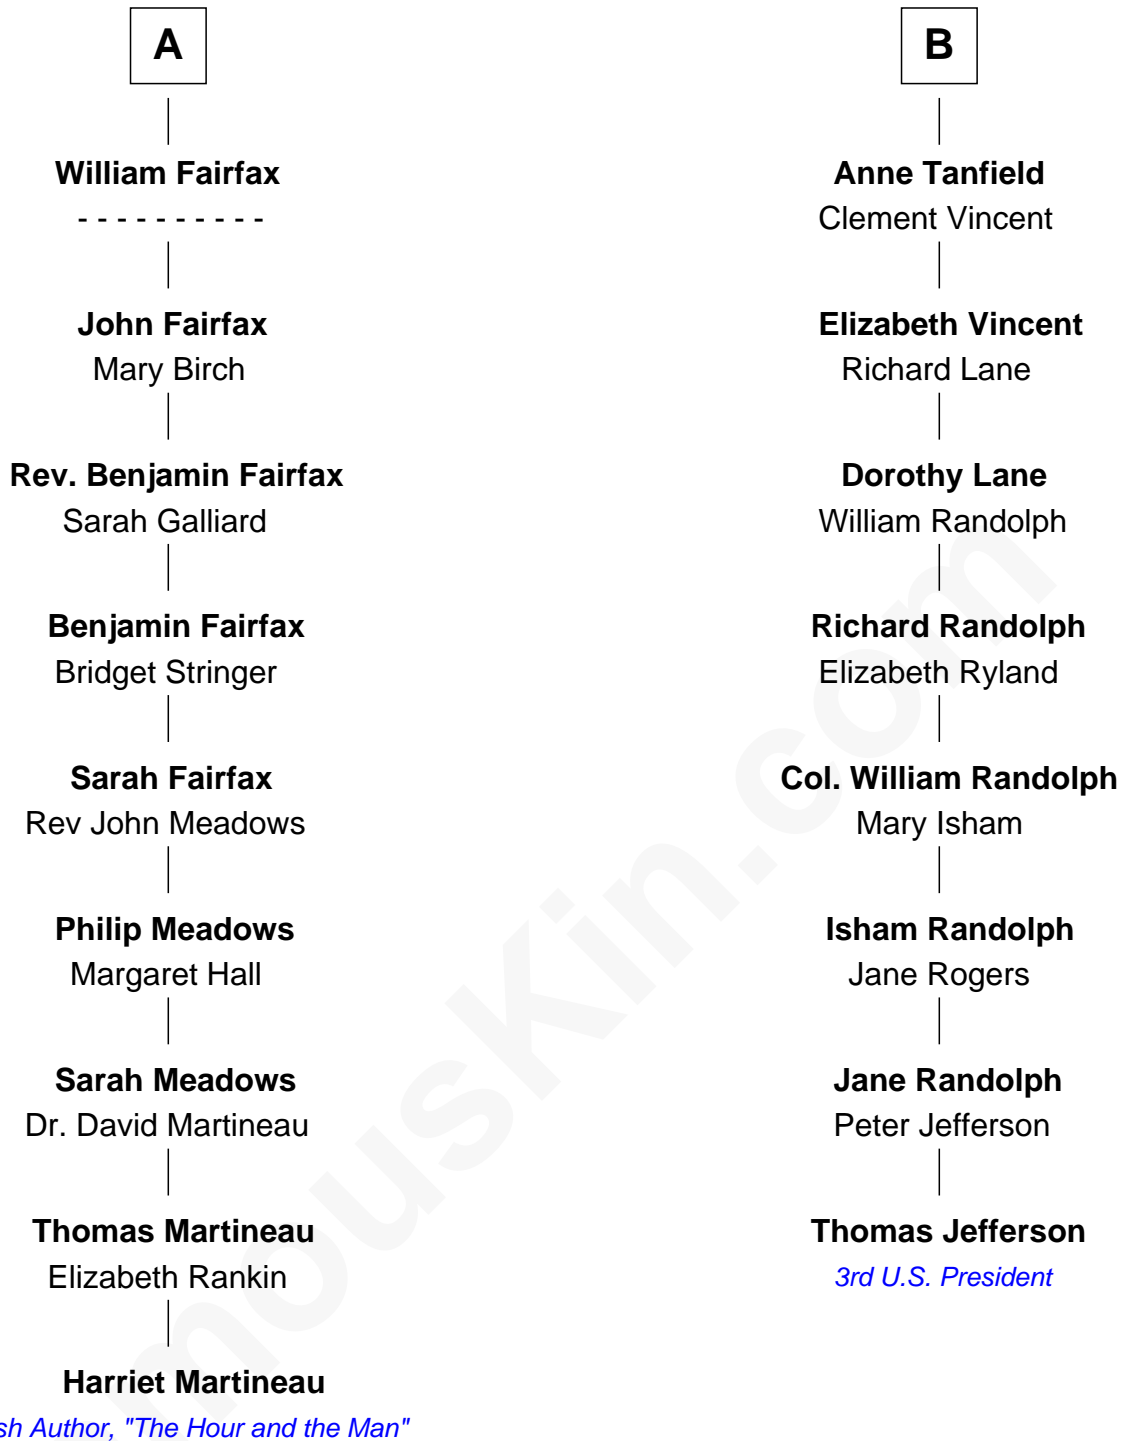 A
William Fairfax
- - - - - - - - - -
John Fairfax
Mary Birch
Rev. Benjamin Fairfax
Sarah Galliard
Benjamin Fairfax
Bridget Stringer
Sarah Fairfax
Rev John Meadows
Philip Meadows
Margaret Hall
Sarah Meadows
Dr. David Martineau
Thomas Martineau
Elizabeth Rankin
Harriet Martineau
sh Author, "The Hour and the Man"
B
Anne Tanfield
Clement Vincent
Elizabeth Vincent
Richard Lane
Dorothy Lane
William Randolph
Richard Randolph
Elizabeth Ryland
Col. William Randolph
Mary Isham
Isham Randolph
Jane Rogers
Jane Randolph
Peter Jefferson
Thomas Jefferson
3rd U.S. President
mousKin.com